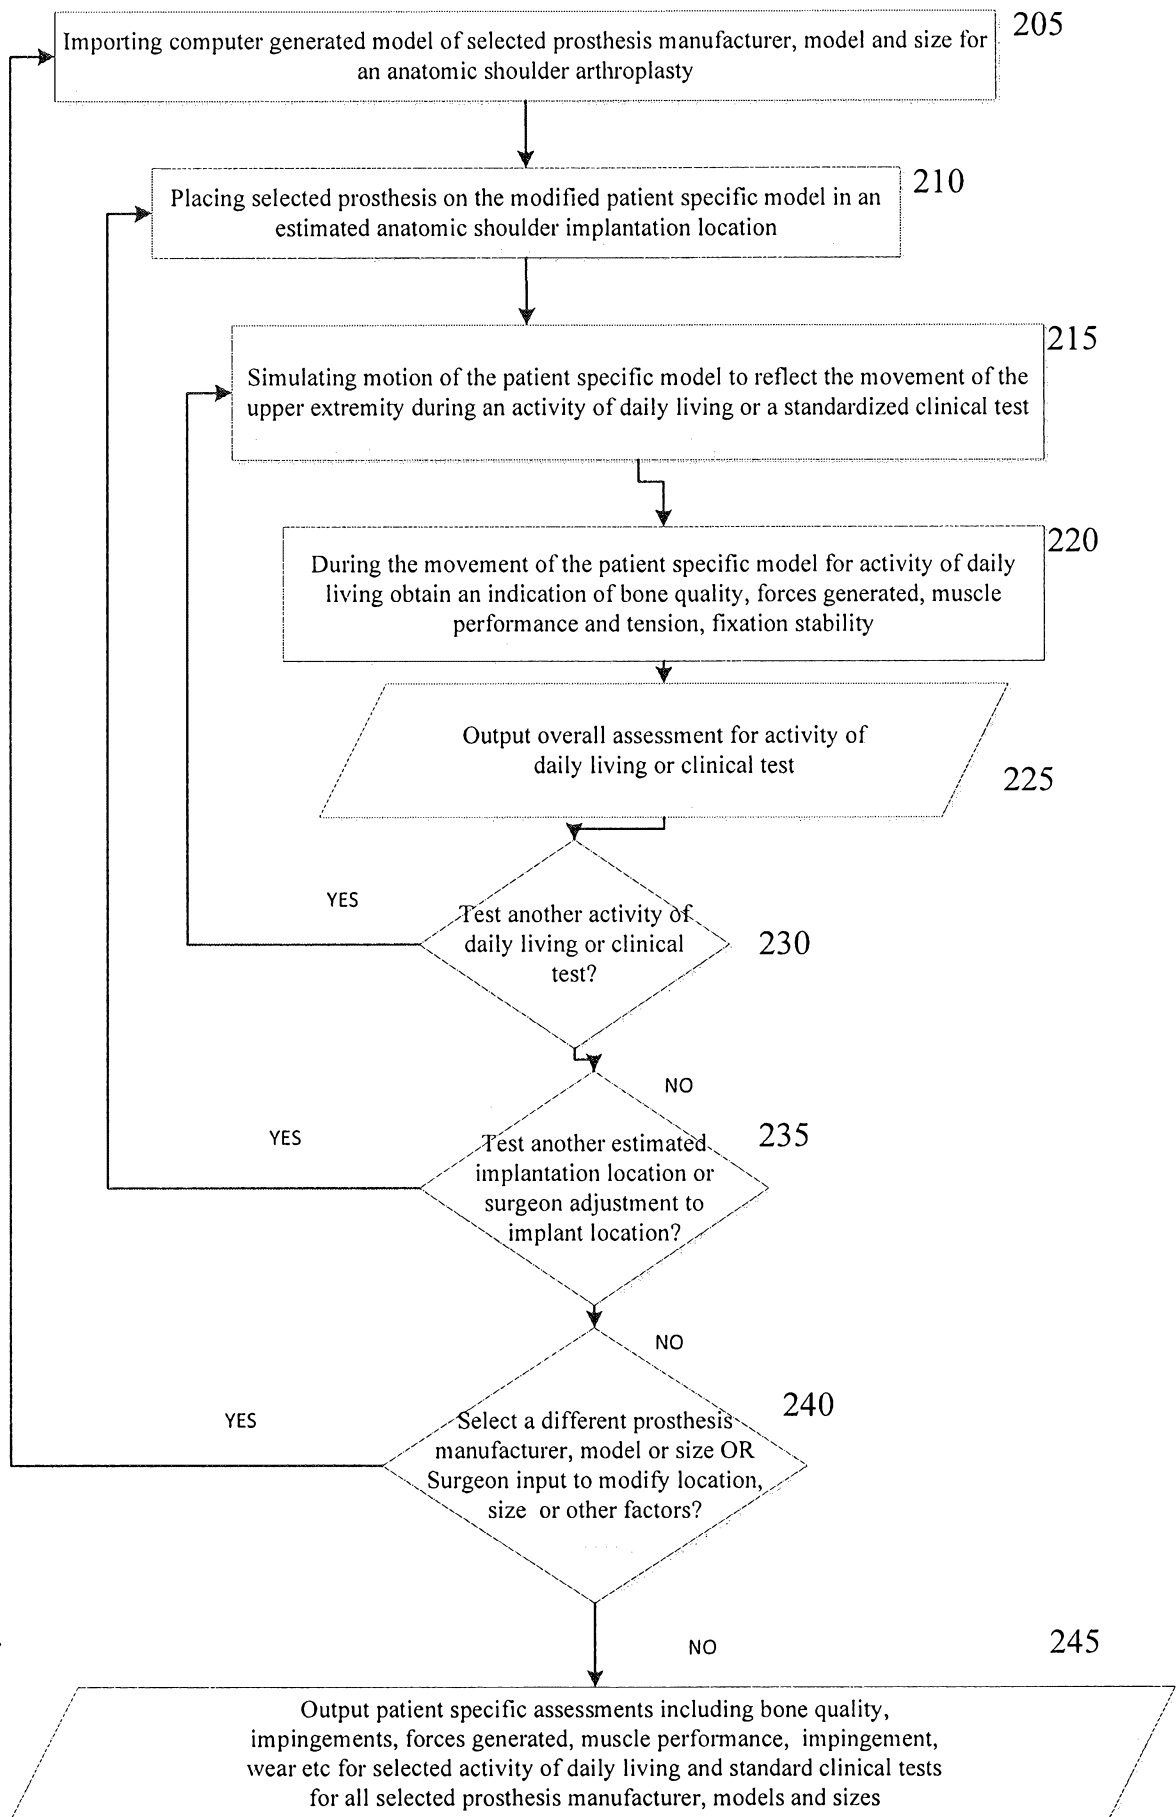 205
Importing computer generated model of selected prosthesis manufacturer, model and size for
an anatomic shoulder arthroplasty
210
Placing selected prosthesis on the modified patient specific model in an
estimated anatomic shoulder implantation location
215
Simulating motion of the patient specific model to reflect the movement of the
upper extremity during an activity of daily living or a standardized clinical test
220
During the movement of the patient specific model for activity of daily
living obtain an indication of bone quality, forces generated, muscle
performance and tension, fixation stability
Output overall assessment for activity of
daily living or clinical test
225
YES
Test another activity of
daily living or clinical
test?
230
NO
YES
235
Test another estimated
implantation location or
surgeon adjustment to
implant location?
NO
240
YES
Select a different prosthesis
manufacturer, model or size OR
Surgeon input to modify location,
size or other factors?
NO
245
Output patient specific assessments including bone quality,
impingements, forces generated, muscle performance, impingement,
wear etc for selected activity of daily living and standard clinical tests
for all selected prosthesis manufacturer, models and sizes